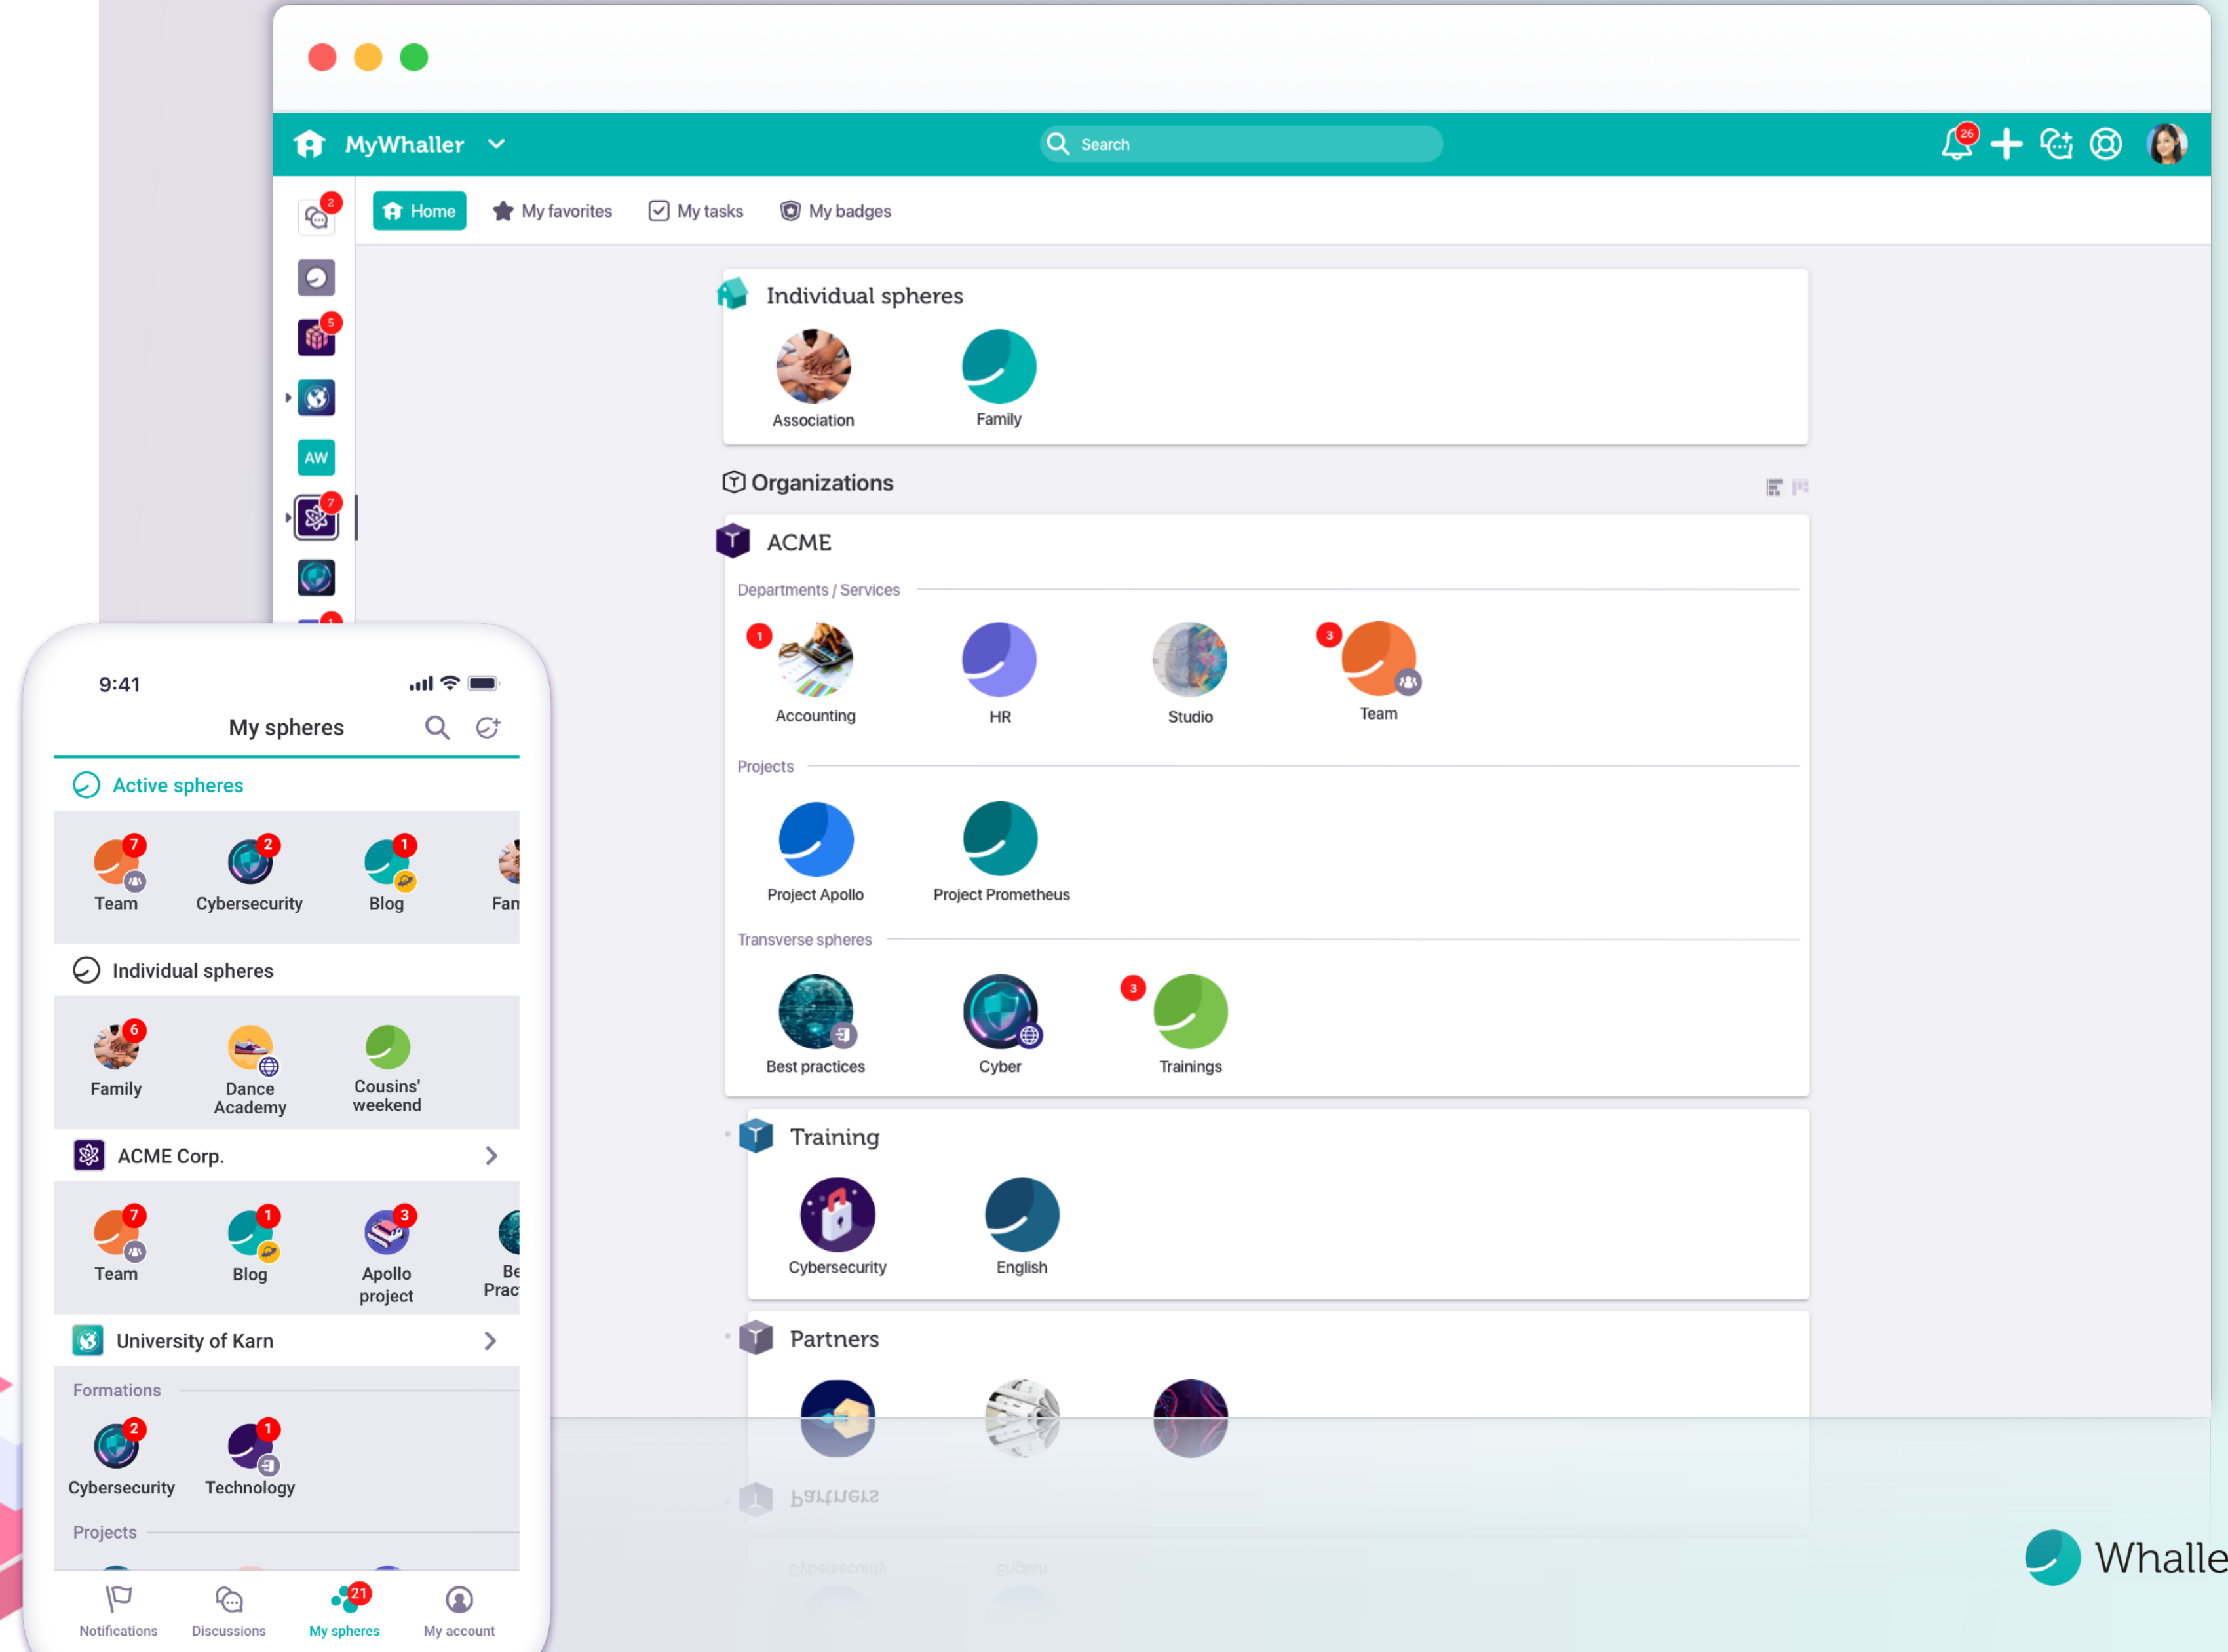 MyWhaller
Search
26
2
Home
My favorites
My tasks
My badges
5
AW
7
1
Individual spheres
Association
Family
Organizations
ACME
Departments / Services
1
3
Accounting
HR
Studio
Team
Projects
Project Apollo
Project Prometheus
Transverse spheres
3
Best practices
Cyber
Trainings
Training
Cybersecurity
English
Partners
9:41
My spheres
Active spheres
7
2
1
Team
Cybersecurity
Blog
Fam
Individual spheres
6
Family
Dance
Academy
Cousins'
weekend
ACME Corp.
7
1
3
Team
Blog
Apollo
project
Be
Prac
University of Karn
Formations
2
1
Cybersecurity
Technology
Projects
21
Notifications
Discussions
My spheres
My account
Whalle